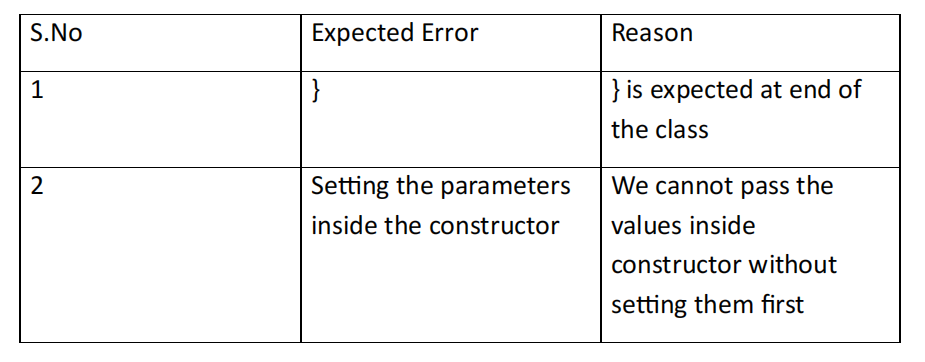 S.No Expected Error Reason
1 } } is expected at end of
the class
2 Setting the parameters We cannot pass the
inside the constructor values inside
constructor without
setting them first